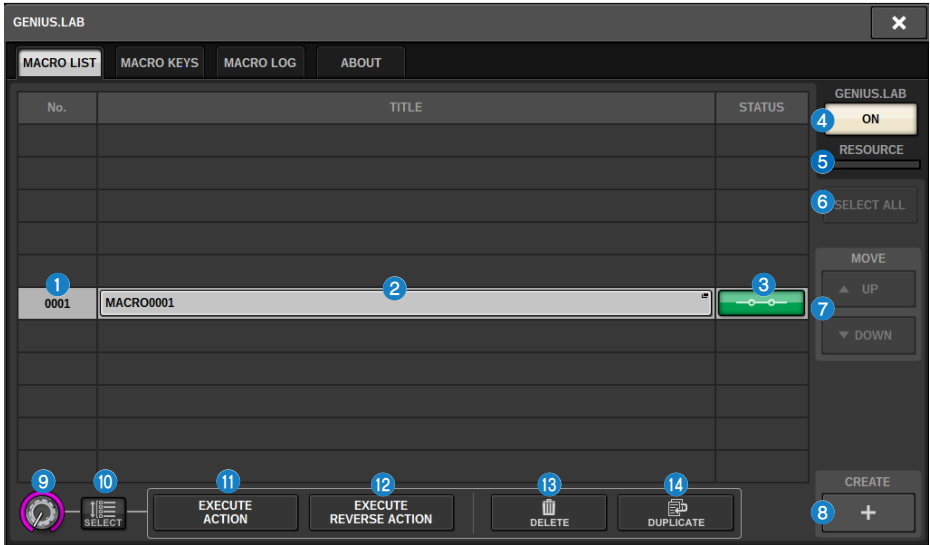 GENIUS.LAB
MACRO LIST MACRO KEYS MACRO LOG ABOUT
No. TITLE STATUS
GENIUS.LAB
4 ON
RESOURCE
5
6 SELECT ALL
MOVE
1 2 3
▲ UP
0001 MACRO0001
7
▼ DOWN
9 10 11 12 13 14
CREATE
SELECT
EXECUTE ACTION
EXECUTE REVERSE ACTION
DELETE
DUPLICATE
8 +